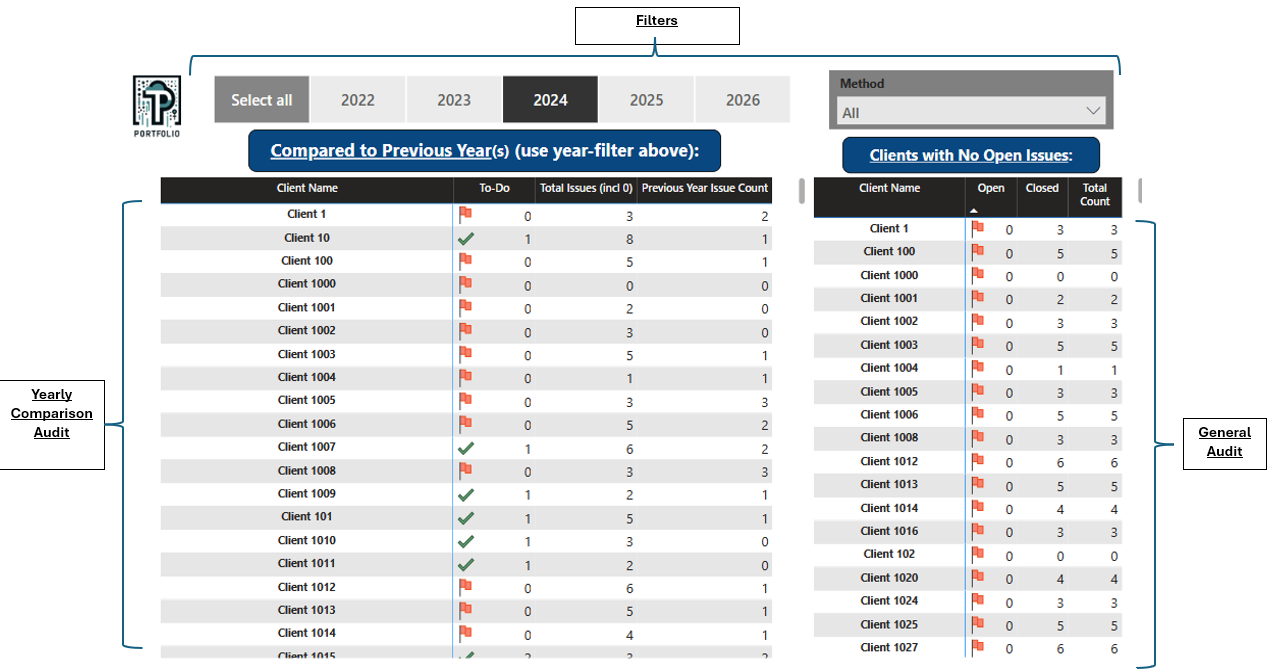 Filters
Select all 2022 2023 2024 2025 2026
Method
All
PORTFOLIO
Compared to Previous Year(s) (use year-filter above):
Clients with No Open Issues:
Client Name To-Do Total Issues (incl 0) Previous Year Issue Count
Client 1 0 3 2
Client 10 1 8 1
Client 100 0 5 1
Client 1000 0 0 0
Client 1001 0 2 0
Client 1002 0 3 0
Client 1003 0 5 1
Client 1004 0 1 1
Client 1005 0 3 3
Client 1006 0 5 2
Client 1007 1 6 2
Client 1008 0 3 3
Client 1009 1 2 1
Client 101 1 5 1
Client 1010 1 3 0
Client 1011 1 2 0
Client 1012 0 6 1
Client 1013 0 5 1
Client 1014 0 4 1
Client 1015
Client Name Open Closed Total
Count
Client 1 0 3 3
Client 100 0 5 5
Client 1000 0 0 0
Client 1001 0 2 2
Client 1002 0 3 3
Client 1003 0 5 5
Client 1004 0 1 1
Client 1005 0 3 3
Client 1006 0 5 5
Client 1008 0 3 3
Client 1012 0 6 6
Client 1013 0 5 5
Client 1014 0 4 4
Client 1016 0 3 3
Client 102 0 0 0
Client 1020 0 4 4
Client 1024 0 3 3
Client 1025 0 5 5
Client 1027 0 6 6
Yearly
Comparison
Audit
General
Audit